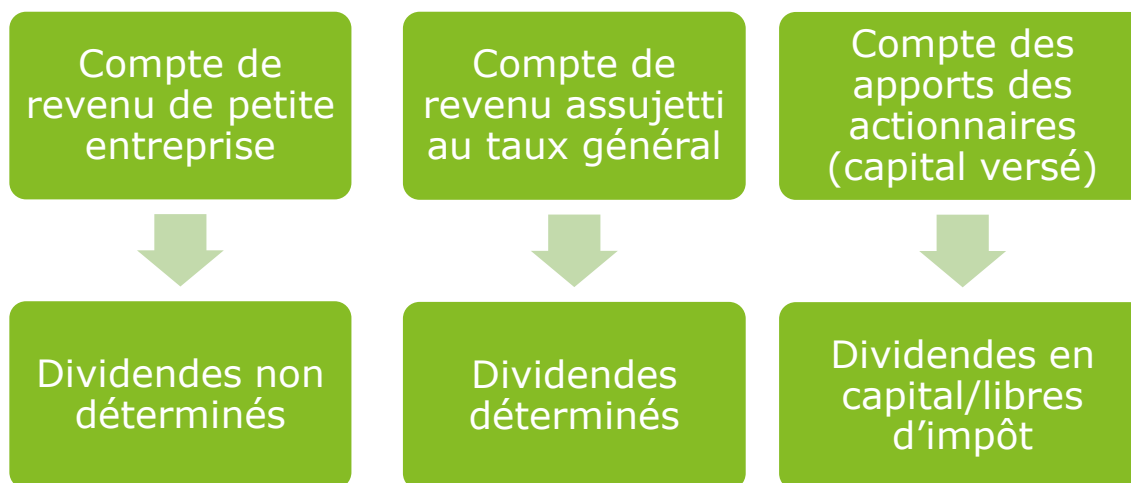 Compte de
revenu de petite
entreprise
Compte de
revenu assujetti
au taux général
Compte des
apports des
actionnaires
(capital versé)
Dividendes non
déterminés
Dividendes
déterminés
Dividendes en
capital/libres
d’impôt